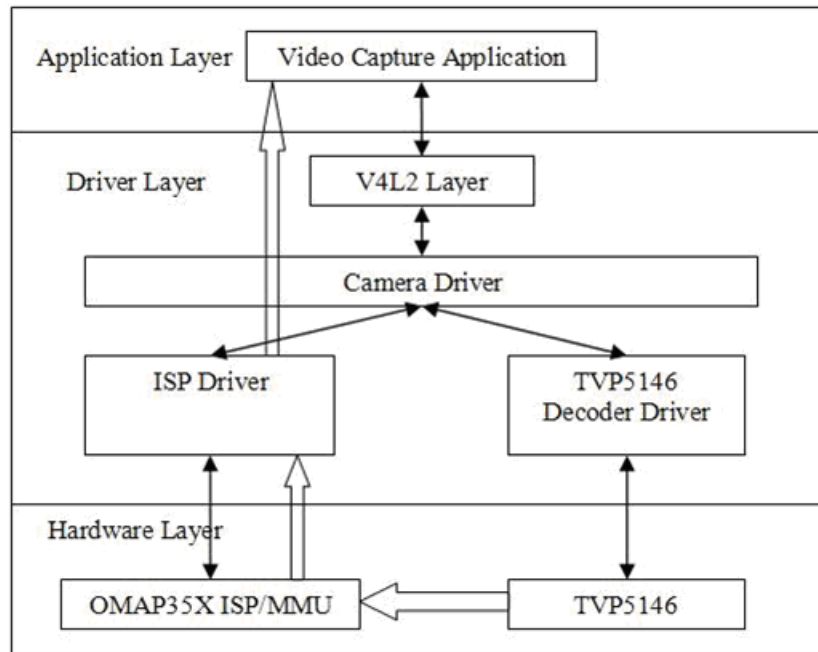 Application Layer
Video Capture Application
Driver Layer
V4L2 Layer
Camera Driver
ISP Driver
TVP5146
Decoder Driver
Hardware Layer
OMAP35X ISP/MMU
TVP5146